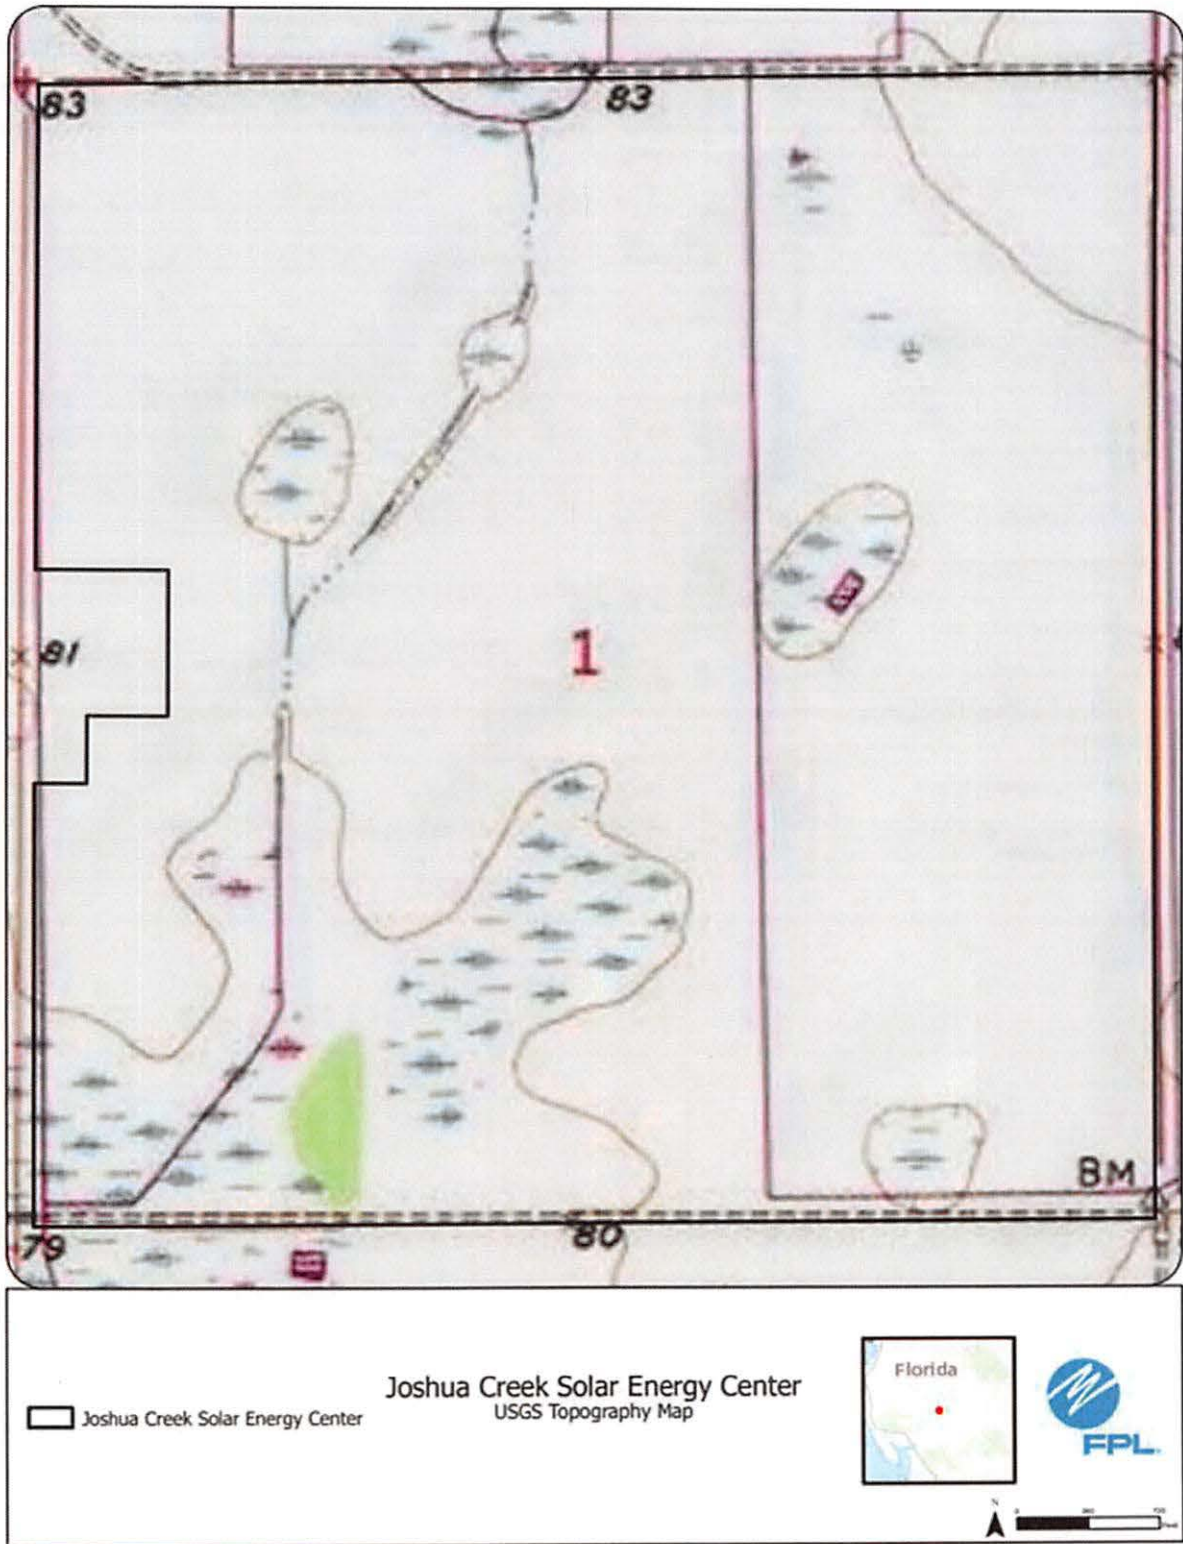 83
83
1
81
BM
79
80
Joshua Creek Solar Energy Center
USGS Topography Map
Joshua Creek Solar Energy Center
Florida
FPL
N